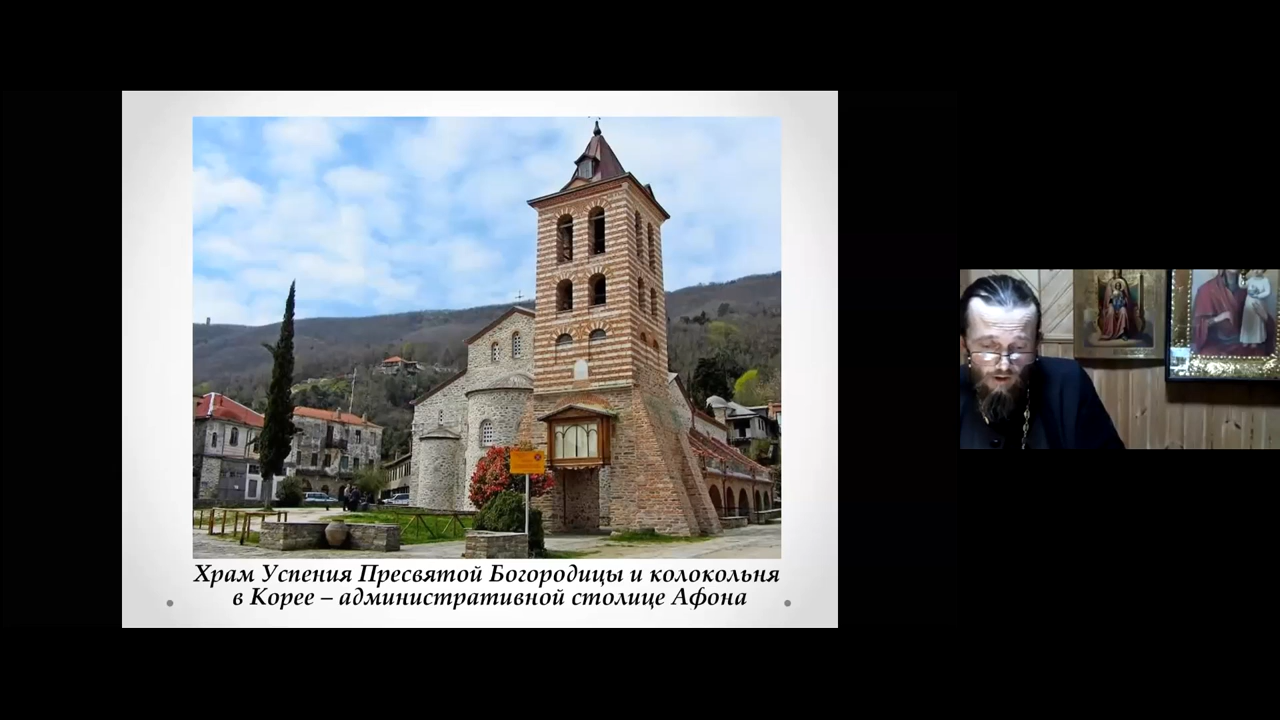 Храм Успения Пресвятой Богородицы и колокольня
в Корее – административной столице Афона